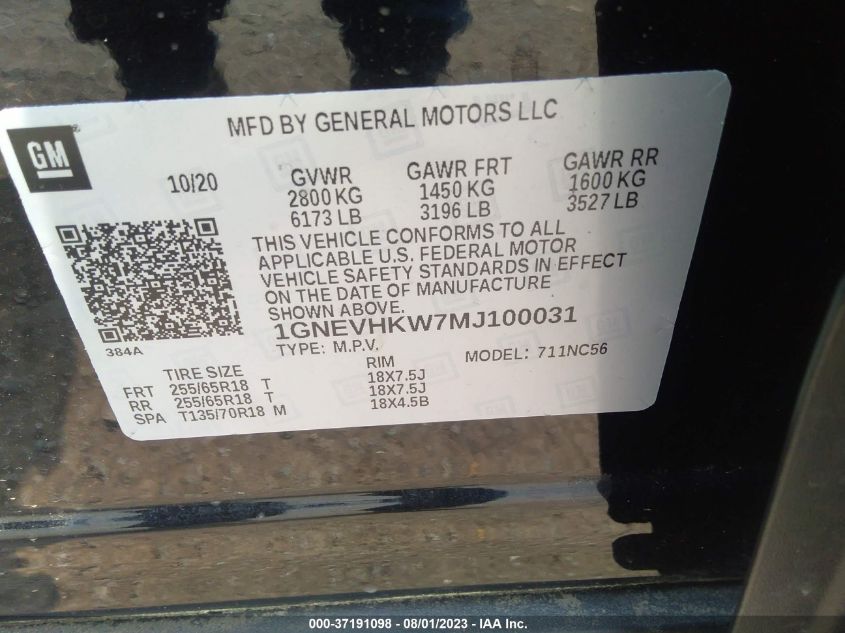 MFD BY GENERAL MOTORS LLC
GM
10/20 GVWR GAWR FRT GAWR RR
2800 KG 1450 KG 1600 KG
6173 LB 3196 LB 3527 LB
THIS VEHICLE CONFORMS TO ALL
APPLICABLE U.S. FEDERAL MOTOR
VEHICLE SAFETY STANDARDS IN EFFECT
ON THE DATE OF MANUFACTURE
SHOWN ABOVE.
1GNEVHKW7MJ100031
384A
TYPE: M.P.V. MODEL: 711NC56
TIRE SIZE RIM
FRT 255/65R18 T 18X7.5J
RR 255/65R18 T 18X7.5J
SPA T135/70R18 M 18X4.5B
000-37191098 - 08/01/2023 - IAA Inc.